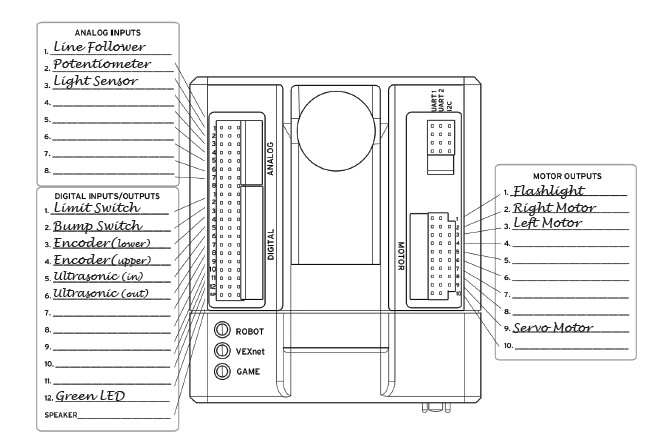 ANALOG INPUTS
1. Line Follower
2. Potentiometer
3. Light Sensor
4.
5.
6.
7.
8.
DIGITAL INPUTS/OUTPUTS
1. Limit Switch
2. Bump Switch
3. Encoder (lower)
4. Encoder (upper)
5. Ultrasonic (in)
6. Ultrasonic (out)
7.
8.
9.
10.
11.
12. Green LED
SPEAKER
1
2
3
4
5
6
7
8
ANALOG
1
2
3
4
5
6
7
8
9
10
11
12
SP
DIGITAL
ROBOT
VEXnet
GAME
UART 1
UART 2
I2C
MOTOR
1
2
3
4
5
6
7
8
9
10
MOTOR OUTPUTS
1. Flashlight
2. Right Motor
3. Left Motor
4.
5.
6.
7.
8.
9. Servo Motor
10.